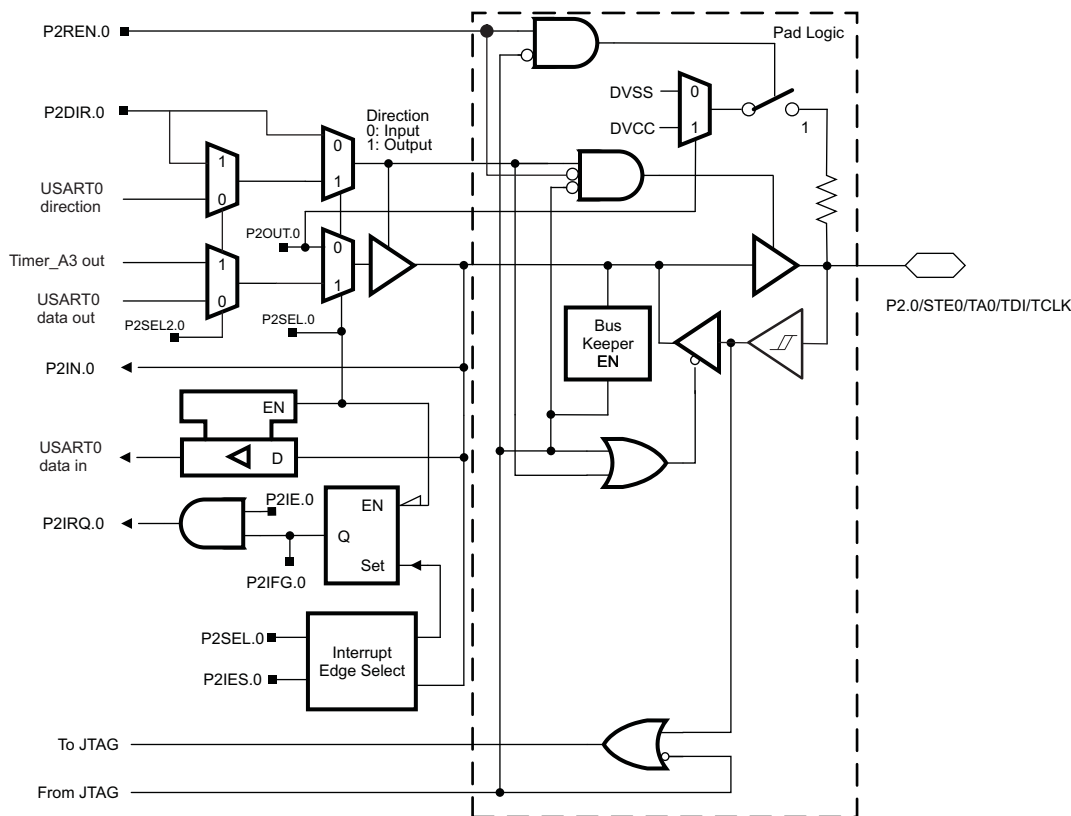 Pad Logic
P2REN.0
DVSS
0
DVCC
1
1
P2DIR.0
Direction
0: Input
1: Output
0
1
1
0
USART0
direction
P2OUT.0
0
1
Timer_A3 out
1
USART0
data out
0
P2SEL2.0
P2SEL.0
P2.0/STE0/TA0/TDI/TCLK
Bus
Keeper
EN
P2IN.0
EN
USART0
data in
D
P2IE.0
P2IRQ.0
EN
Q
Set
P2IFG.0
P2SEL.0
P2IES.0
Interrupt
Edge Select
To JTAG
From JTAG